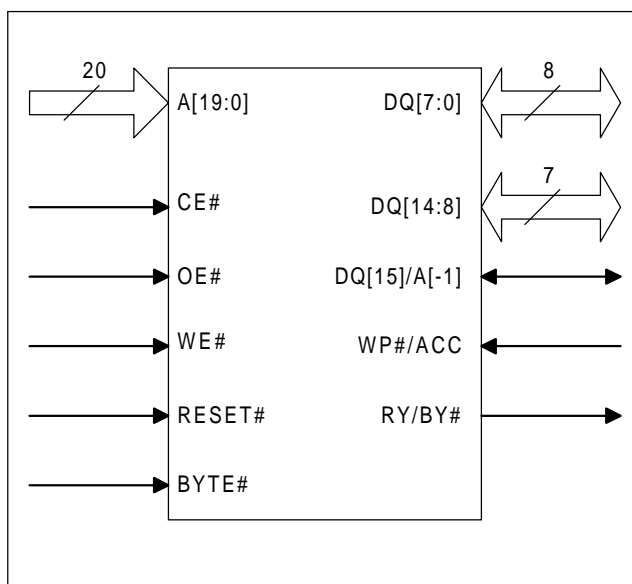 20
8
A[19:0]
DQ[7:0]
7
CE#
DQ[14:8]
OE#
DQ[15]/A[-1]
WE#
WP#/ACC
RESET#
RY/BY#
BYTE#